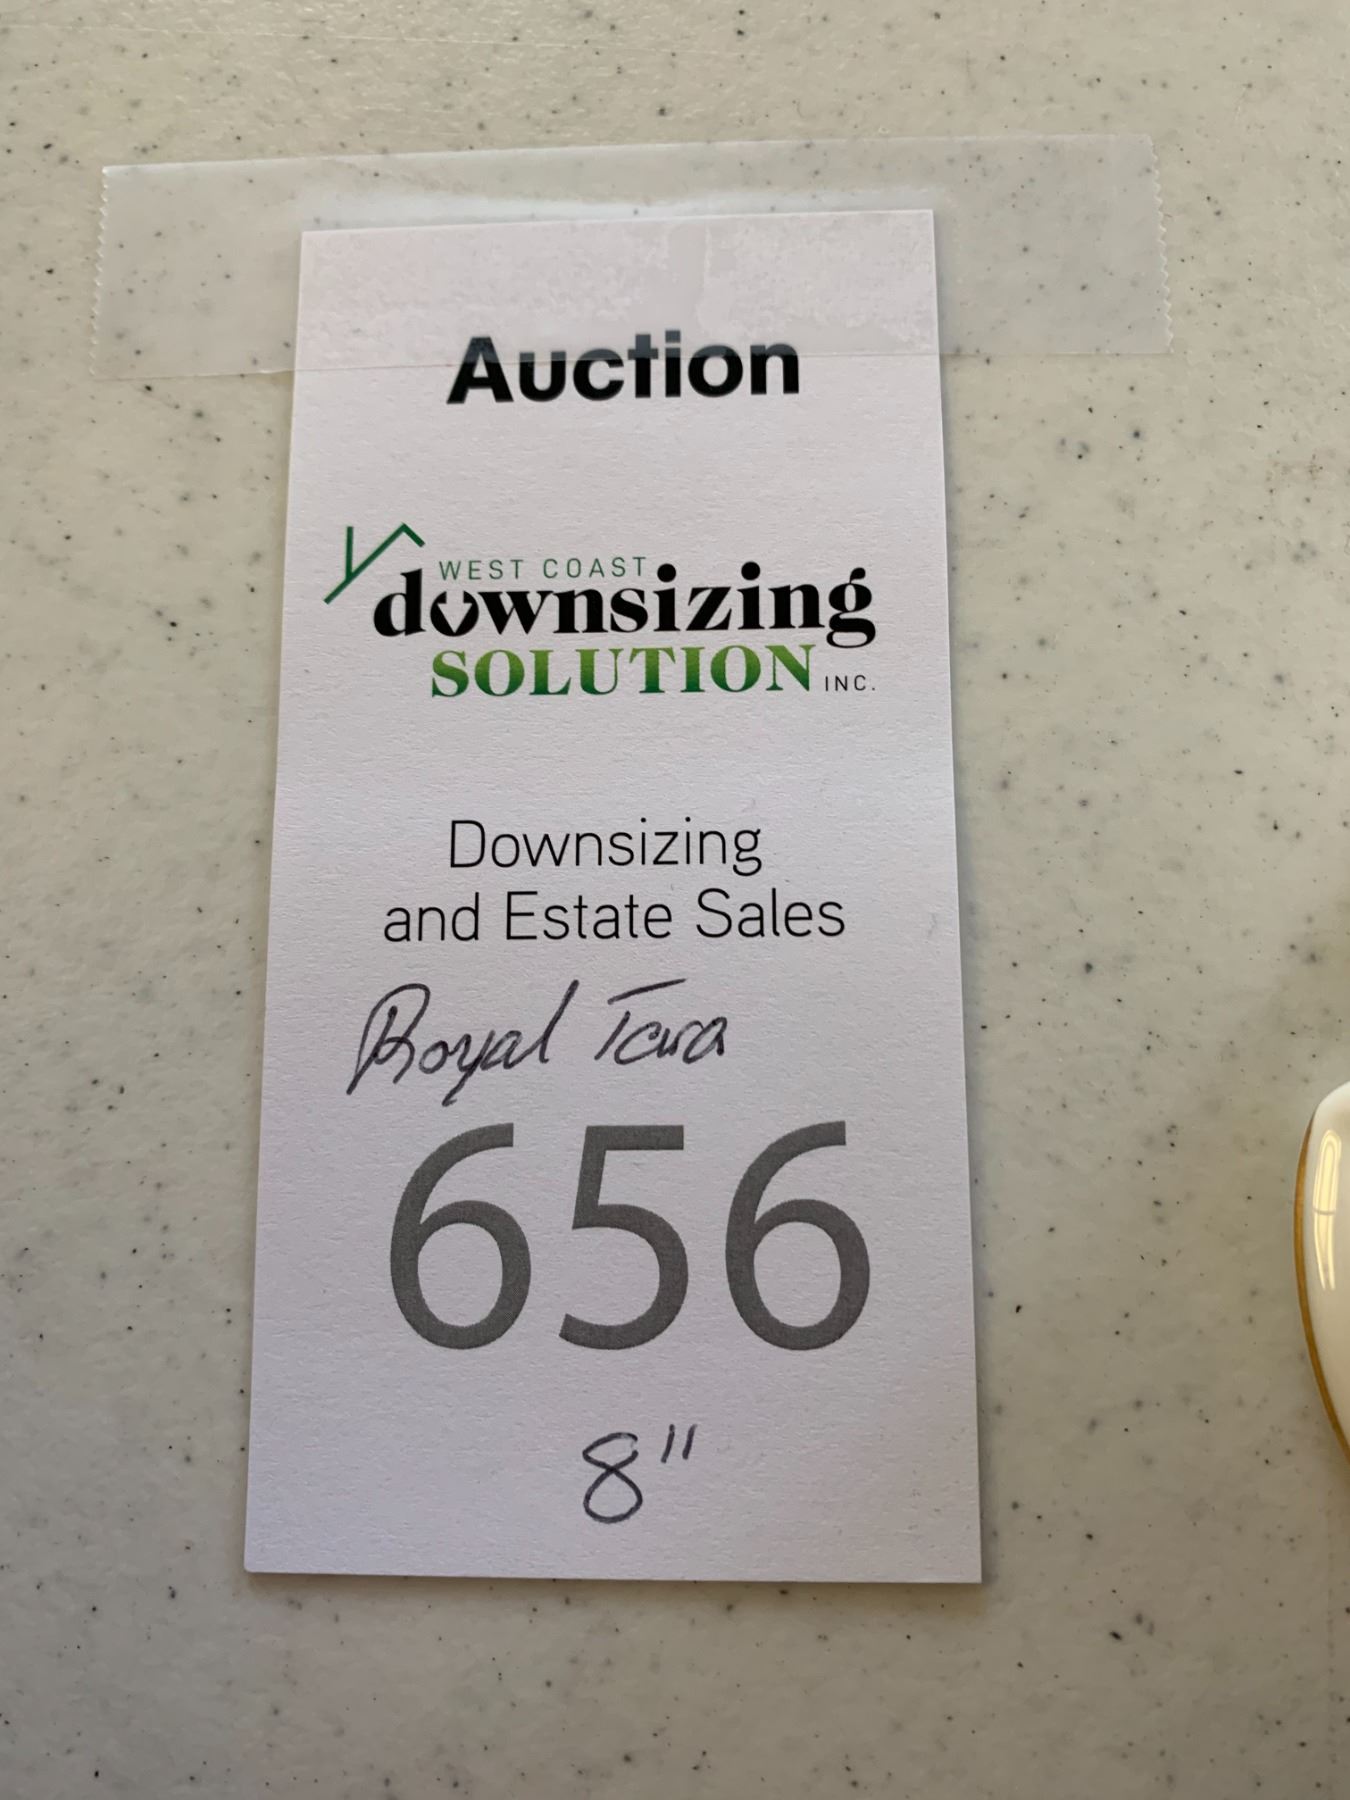 Auction
WEST COAST
downsizing
SOLUTION INC.
Downsizing
and Estate Sales
Royal Tara
656
8"